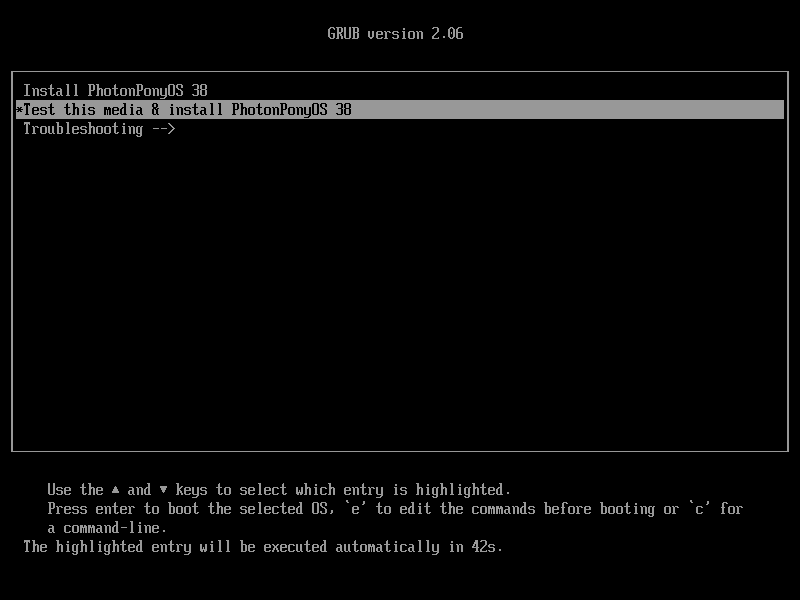 GRUB version 2.06
Install PhotonPonyOS 38
*Test this media & install PhotonPonyOS 38
Troubleshooting -->
Use the ▲ and ▼ keys to select which entry is highlighted.
Press enter to boot the selected OS, `e' to edit the commands before booting or `c' for
a command-line.
The highlighted entry will be executed automatically in 42s.